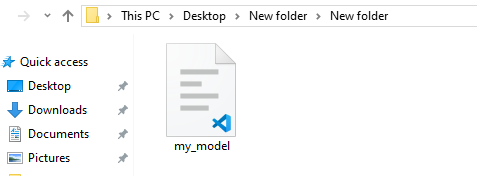 This PC > Desktop > New folder > New folder
Quick access
Desktop
Downloads
Documents
Pictures
my_model